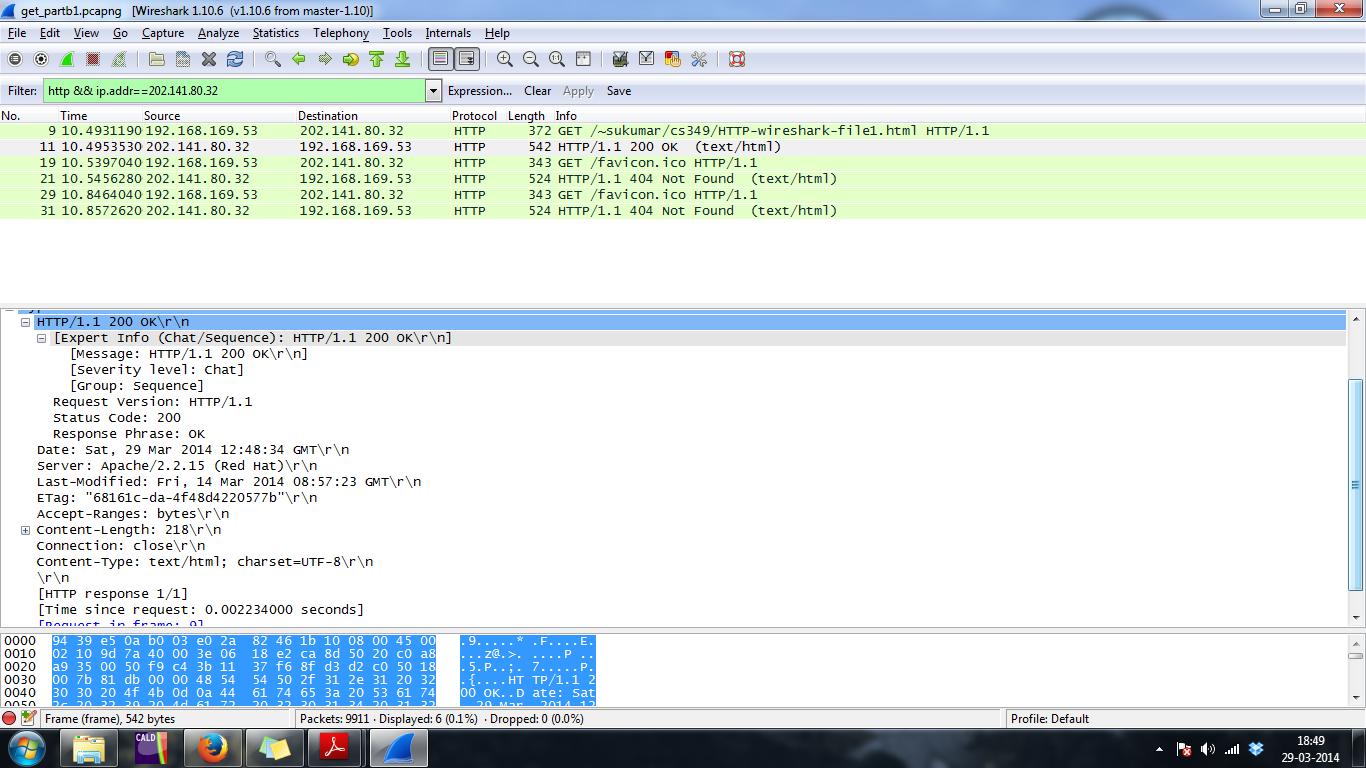 get_partb1.pcapng [Wireshark 1.10.6 (v1.10.6 from master-1.10)]
File Edit View Go Capture Analyze Statistics Telephony Tools Internals Help
Filter: http && ip.addr==202.141.80.32 Expression... Clear Apply Save
No. Time Source Destination Protocol Length Info
9 10.4931190 192.168.169.53 202.141.80.32 HTTP 372 GET /~sukumar/cs349/HTTP-wireshark-file1.html HTTP/1.1
11 10.4953530 202.141.80.32 192.168.169.53 HTTP 542 HTTP/1.1 200 OK (text/html)
19 10.5397040 192.168.169.53 202.141.80.32 HTTP 343 GET /favicon.ico HTTP/1.1
21 10.5456280 202.141.80.32 192.168.169.53 HTTP 524 HTTP/1.1 404 Not Found (text/html)
29 10.8464040 192.168.169.53 202.141.80.32 HTTP 343 GET /favicon.ico HTTP/1.1
31 10.8572620 202.141.80.32 192.168.169.53 HTTP 524 HTTP/1.1 404 Not Found (text/html)
HTTP/1.1 200 OK\r\n
[Expert Info (Chat/Sequence): HTTP/1.1 200 OK\r\n]
[Message: HTTP/1.1 200 OK\r\n]
[Severity level: Chat]
[Group: Sequence]
Request Version: HTTP/1.1
Status Code: 200
Response Phrase: OK
Date: Sat, 29 Mar 2014 12:48:34 GMT\r\n
Server: Apache/2.2.15 (Red Hat)\r\n
Last-Modified: Fri, 14 Mar 2014 08:57:23 GMT\r\n
ETag: "68161c-da-4f48d4220577b"\r\n
Accept-Ranges: bytes\r\n
Content-Length: 218\r\n
Connection: close\r\n
Content-Type: text/html; charset=UTF-8\r\n
\r\n
[HTTP response 1/1]
[Time since request: 0.002234000 seconds]
[Request in frame: 9]
0000 94 39 e5 0a b0 03 e0 2a 82 46 1b 10 08 00 45 00 .9.....* .F....E.
0010 02 10 9d 7a 40 00 3e 06 18 e2 ca 8d 50 20 c0 a8 ...z@.>. ....P ..
0020 a9 35 00 50 f9 c4 3b 11 37 f6 8f d3 d2 c0 50 18 .5.P..;. 7.....P.
0030 00 7b 81 db 00 00 48 54 54 50 2f 31 2e 31 20 32 .{....HT TP/1.1 2
0040 30 30 20 4f 4b 0d 0a 44 61 74 65 3a 20 53 61 74 00 OK..D ate: Sat
0050 2c 20 32 39 20 4d 61 72 20 32 30 31 34 20 31 32 , 29 Mar 2014 12
Frame (frame), 542 bytes Packets: 9911 · Displayed: 6 (0.1%) · Dropped: 0 (0.0%) Profile: Default
CALD
18:49
29-03-2014